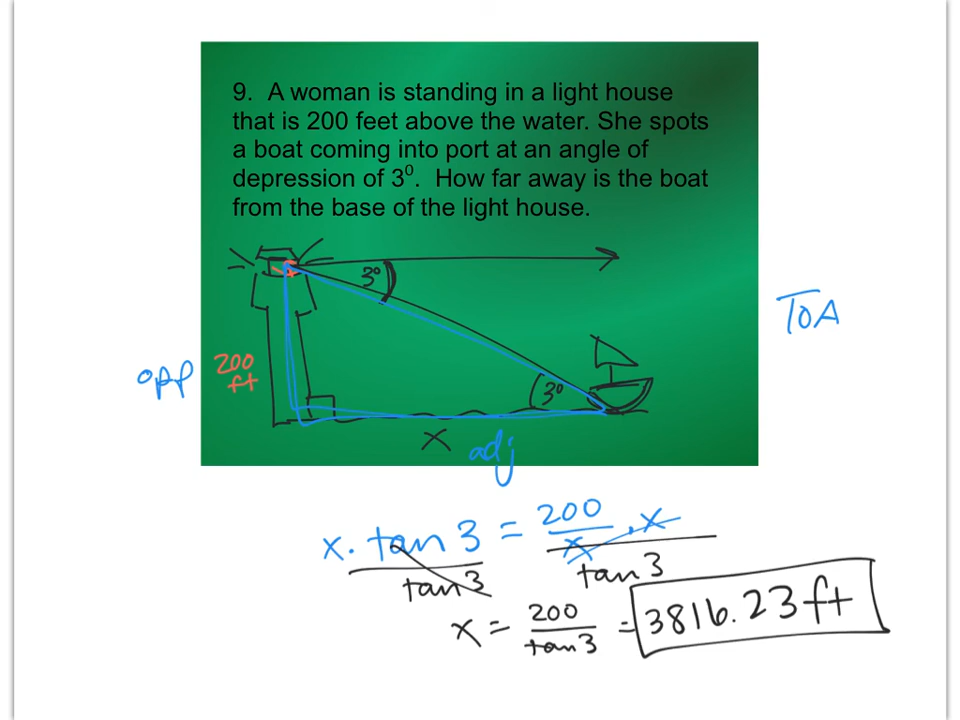 9. A woman is standing in a light house
that is 200 feet above the water. She spots
a boat coming into port at an angle of
depression of 3⁰. How far away is the boat
from the base of the light house.
3⁰
TOA
opp 200 ft
3⁰
x adj
x · tan 3 = 200/x · x
tan 3 tan 3
x = 200/tan 3 = 3816.23 ft